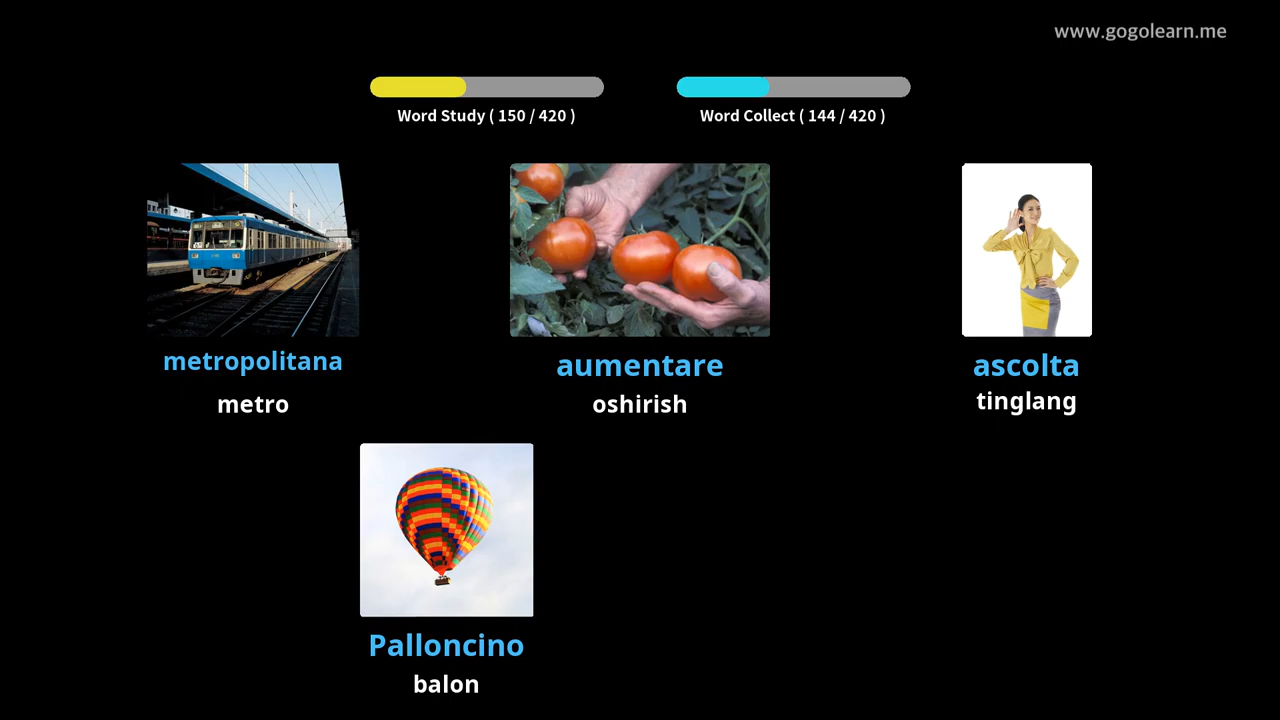 www.gogolearn.me
Word Study ( 150 / 420 )
Word Collect ( 144 / 420 )
metropolitana
metro
aumentare
oshirish
ascolta
tinglang
Palloncino
balon